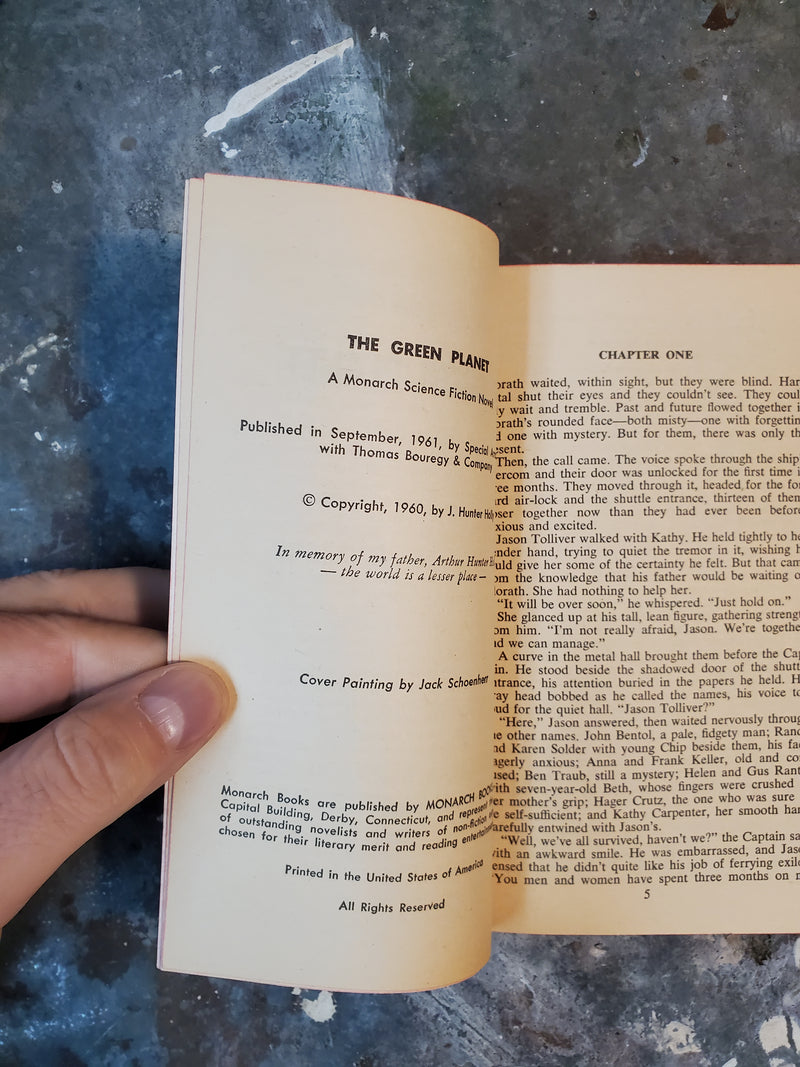 THE GREEN PLANET
A Monarch Science Fiction Novel
Published in September, 1961, by Special
with Thomas Bouregy & Company
© Copyright, 1960, by J. Hunter
In memory of my father, Arthur Hunter
— the world is a lesser place —
Cover Painting by Jack Schoenherr
Monarch Books are published by MONARCH
Capital Building, Derby, Connecticut, and represent
of outstanding novelists and writers of non-fiction
chosen for their literary merit and reading
Printed in the United States of America
All Rights Reserved
CHAPTER ONE
waited, within sight, but they were blind.
shut their eyes and they couldn't see. They
wait and tremble. Past and future flowed together
rounded face—both misty—one with
one with mystery. But for them, there was only

Then, the call came. The voice spoke through the
and their door was unlocked for the first time
months. They moved through it, headed for the
air-lock and the shuttle entrance, thirteen of
together now than they had ever been
and excited.
Jason Tolliver walked with Kathy. He held tightly to
hand, trying to quiet the tremor in it, wishing
give her some of the certainty he felt. But that
the knowledge that his father would be waiting
She had nothing to help her.
"It will be over soon," he whispered. "Just hold on."
She glanced up at his tall, lean figure, gathering
him. "I'm not really afraid, Jason. We're
we can manage."
A curve in the metal hall brought them before the
He stood beside the shadowed door of the
his attention buried in the papers he held.
head bobbed as he called the names, his voice
for the quiet hall. "Jason Tolliver?"
"Here," Jason answered, then waited nervously
other names. John Bentol, a pale, fidgety man;
Karen Solder with young Chip beside them, his
anxious; Anna and Frank Keller, old and
Ben Traub, still a mystery; Helen and Gus
with seven-year-old Beth, whose fingers were crushed
mother's grip; Hager Crutz, the one who was sure
self-sufficient; and Kathy Carpenter, her smooth
carefully entwined with Jason's.
"Well, we've all survived, haven't we?" the Captain
with an awkward smile. He was embarrassed, and
that he didn't quite like his job of ferrying
"You men and women have spent three months on
5